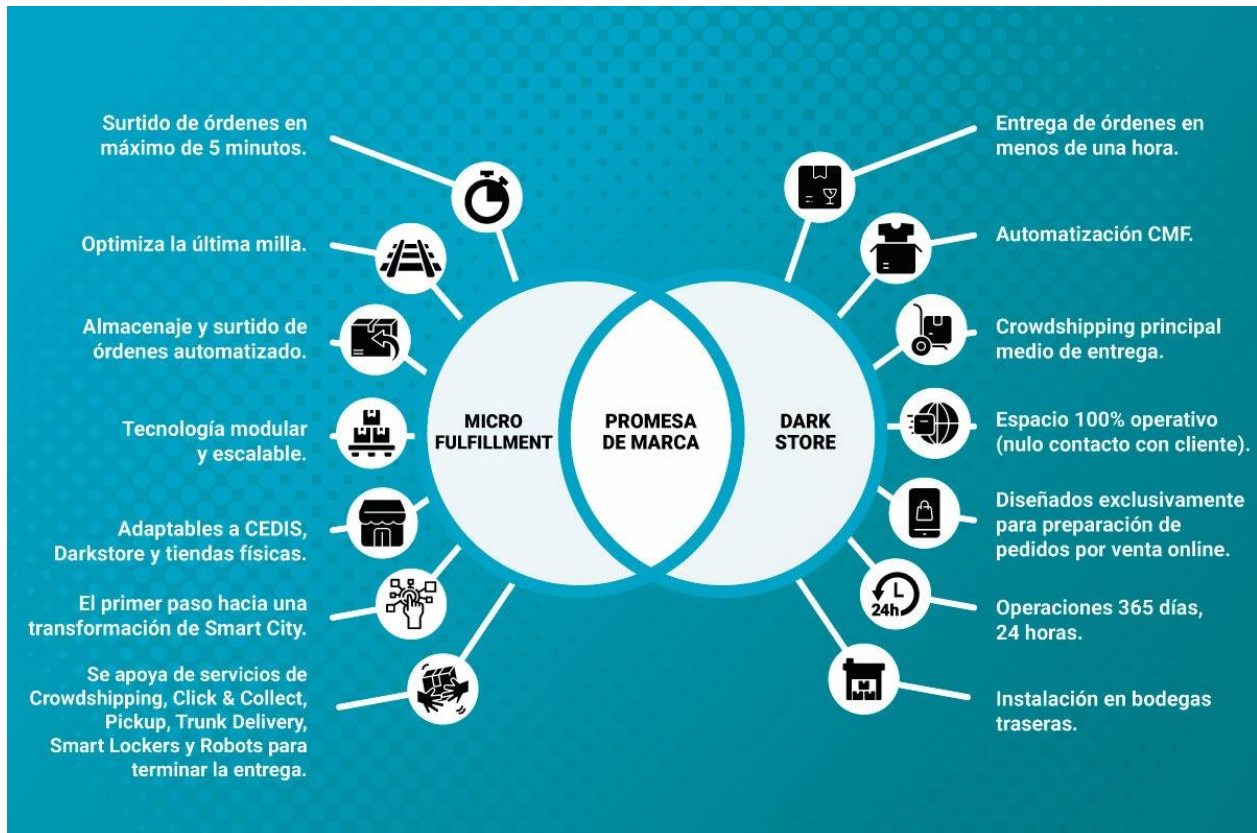 Surtido de órdenes en
máximo de 5 minutos.
Optimiza la última milla.
Almacenaje y surtido de
órdenes automatizado.
Tecnología modular
y escalable.
Adaptables a CEDIS,
Darkstore y tiendas físicas.
El primer paso hacia una
transformación de Smart City.
Se apoya de servicios de
Crowdshipping, Click & Collect,
Pickup, Trunk Delivery,
Smart Lockers y Robots para
terminar la entrega.
MICRO
FULFILLMENT
PROMESA
DE MARCA
DARK
STORE
Entrega de órdenes en
menos de una hora.
Automatización CMF.
Crowdshipping principal
medio de entrega.
Espacio 100% operativo
(nulo contacto con cliente).
Diseñados exclusivamente
para preparación de
pedidos por venta online.
24h
Operaciones 365 días,
24 horas.
Instalación en bodegas
traseras.